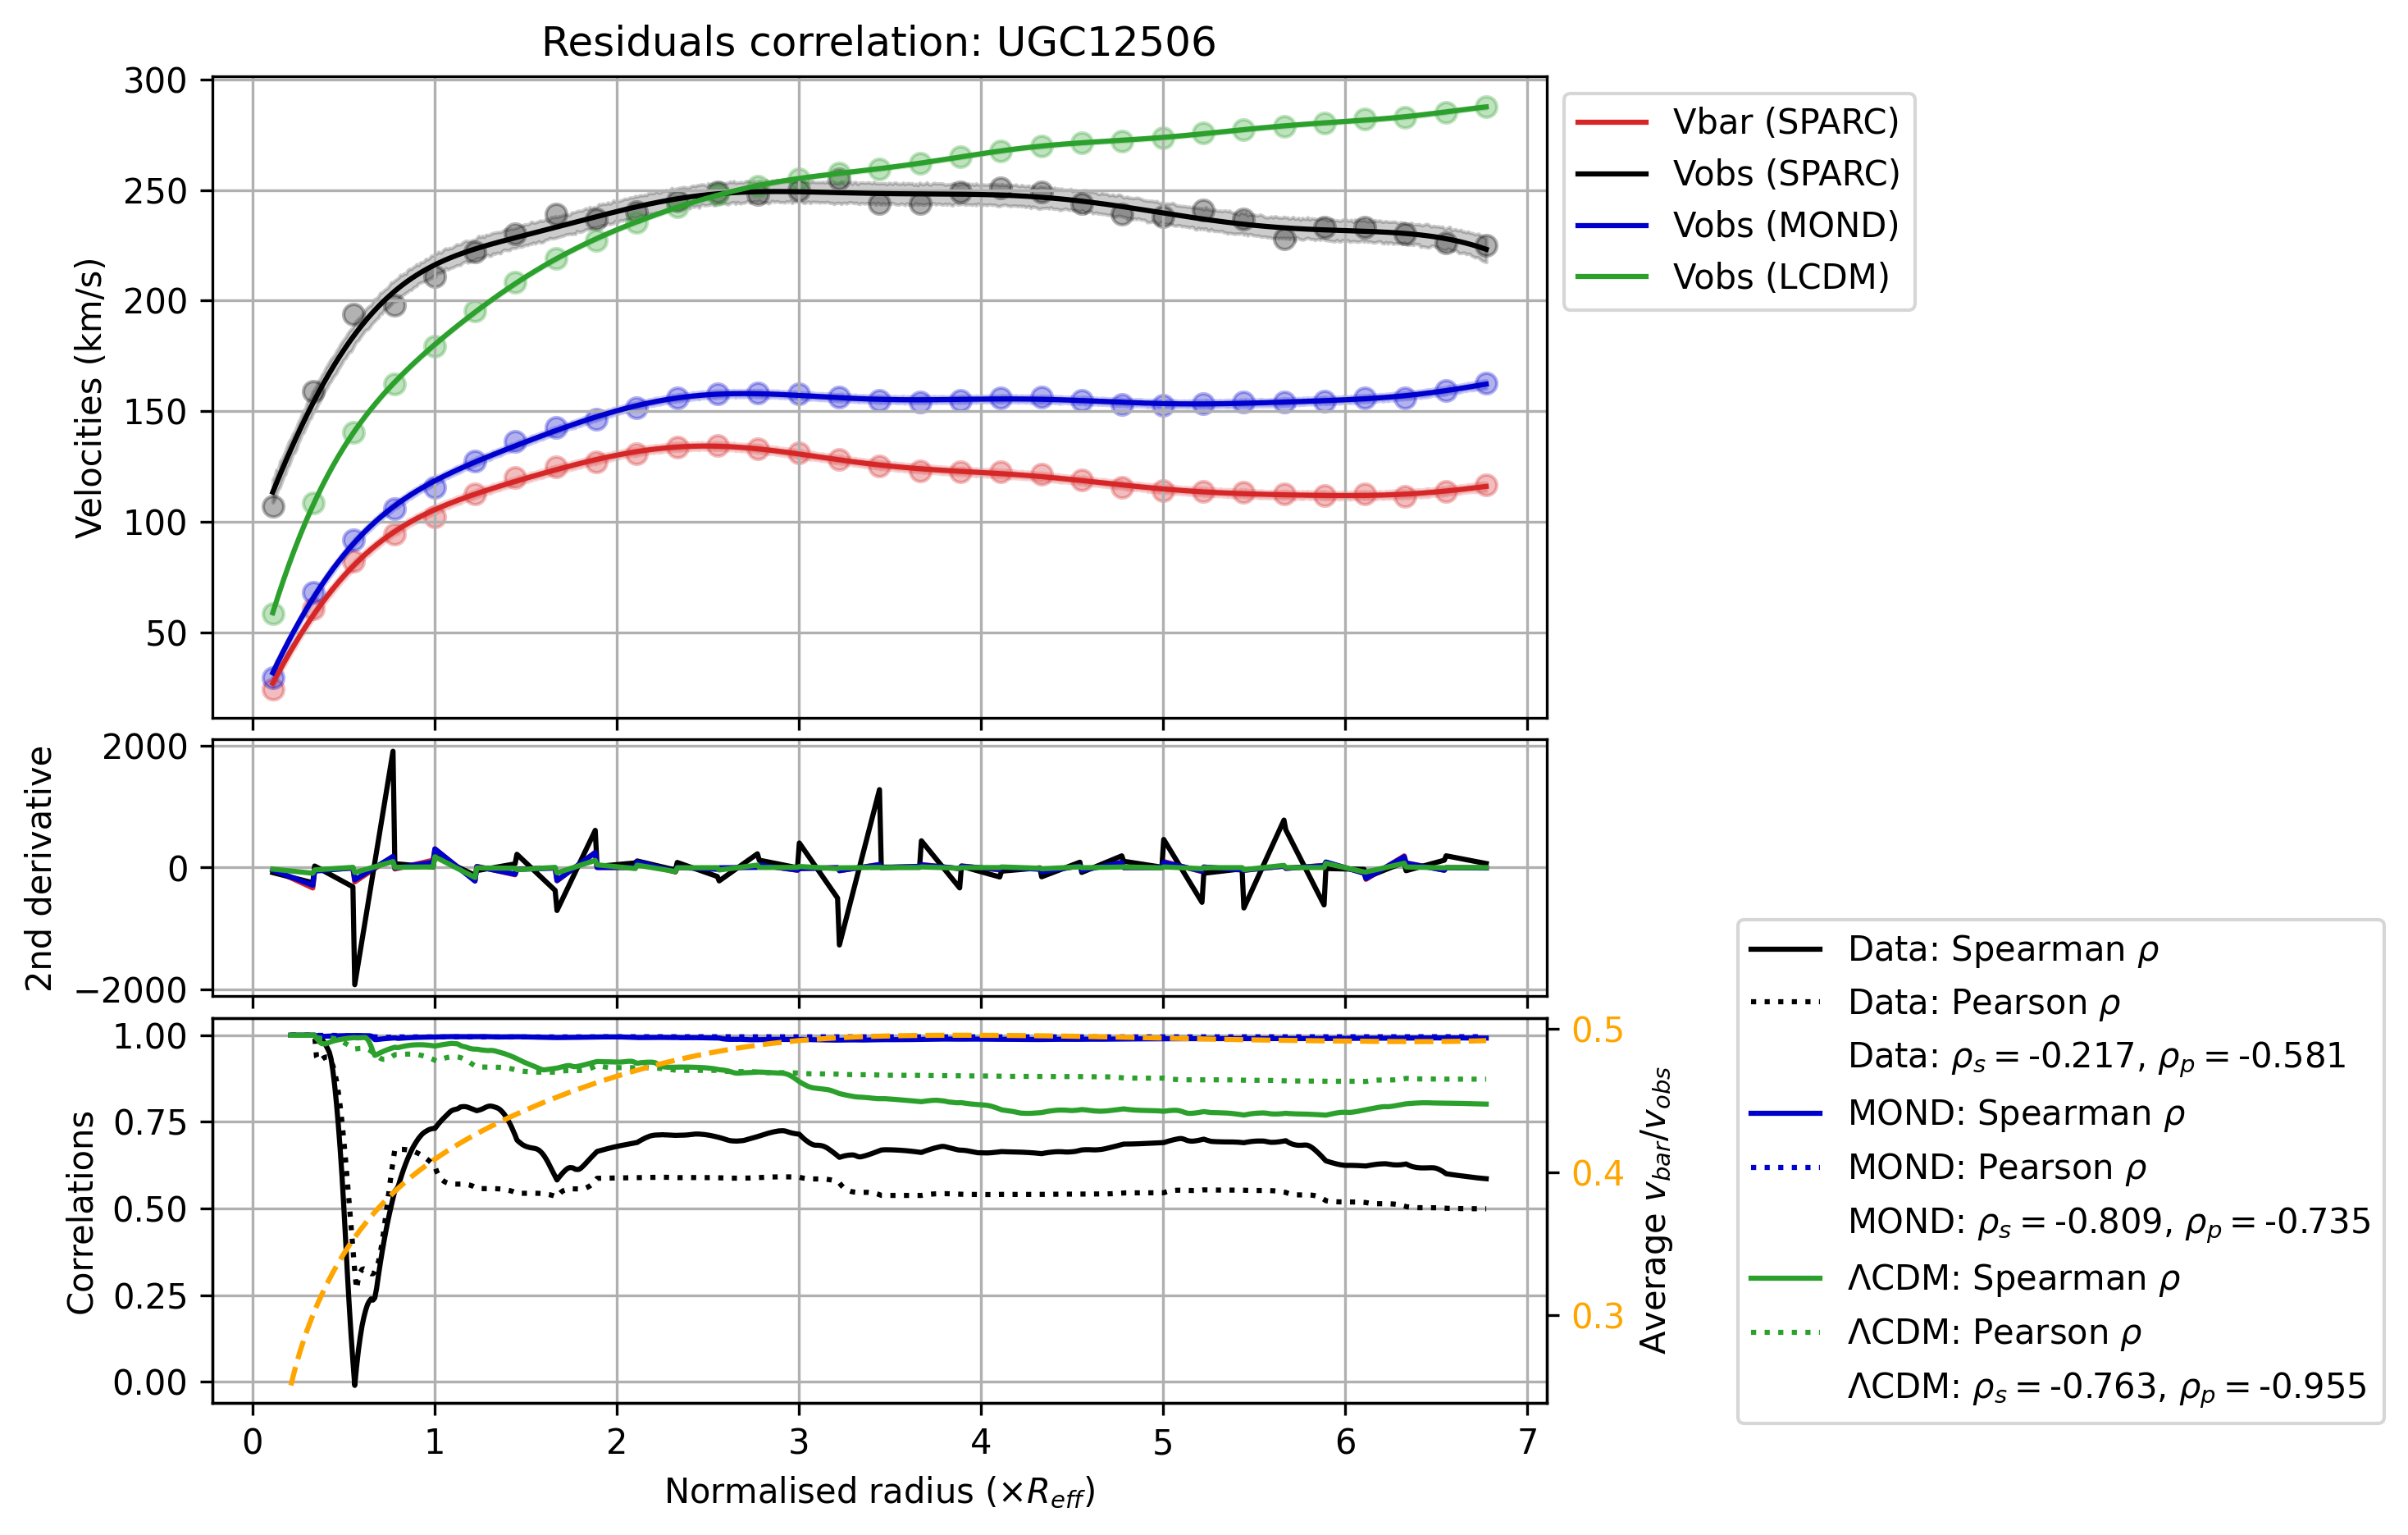 Residuals correlation: UGC12506
300
250
200
150
100
50
Velocities (km/s)
Vbar (SPARC)
Vobs (SPARC)
Vobs (MOND)
Vobs (LCDM)
2000
0
−2000
2nd derivative
1.00
0.75
0.50
0.25
0.00
Correlations
0.5
0.4
0.3
Average v_bar/v_obs
0 1 2 3 4 5 6 7
Normalised radius (×R_eff)
Data: Spearman ρ
Data: Pearson ρ
Data: ρ_s = -0.217, ρ_p = -0.581
MOND: Spearman ρ
MOND: Pearson ρ
MOND: ρ_s = -0.809, ρ_p = -0.735
ΛCDM: Spearman ρ
ΛCDM: Pearson ρ
ΛCDM: ρ_s = -0.763, ρ_p = -0.955